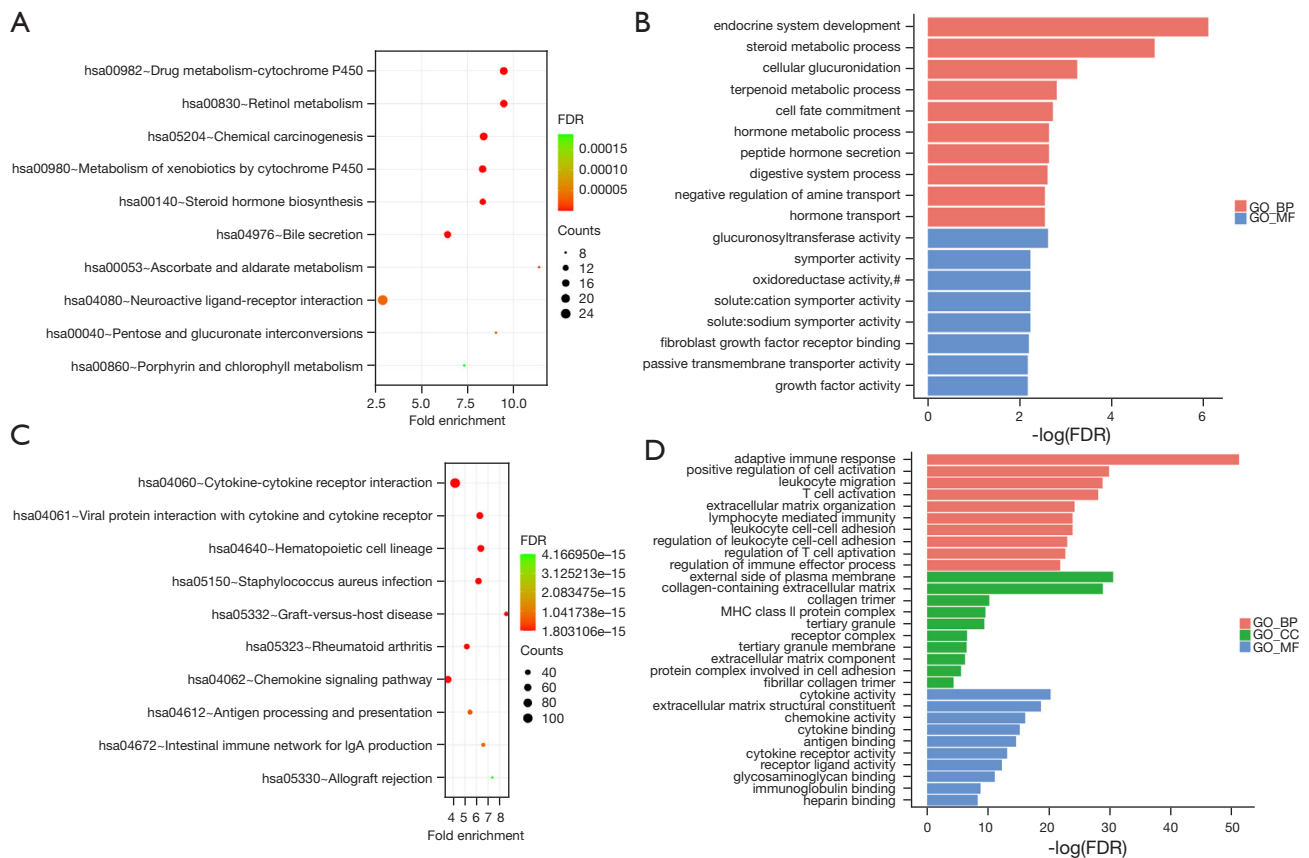 A
hsa00982~Drug metabolism-cytochrome P450
hsa00830~Retinol metabolism
hsa05204~Chemical carcinogenesis
hsa00980~Metabolism of xenobiotics by cytochrome P450
hsa00140~Steroid hormone biosynthesis
hsa04976~Bile secretion
hsa00053~Ascorbate and aldarate metabolism
hsa04080~Neuroactive ligand-receptor interaction
hsa00040~Pentose and glucuronate interconversions
hsa00860~Porphyrin and chlorophyll metabolism
2.5 5.0 7.5 10.0
Fold enrichment
FDR
0.00015
0.00010
0.00005
Counts
8
12
16
20
24
B
endocrine system development
steroid metabolic process
cellular glucuronidation
terpenoid metabolic process
cell fate commitment
hormone metabolic process
peptide hormone secretion
digestive system process
negative regulation of amine transport
hormone transport
glucuronosyltransferase activity
symporter activity
oxidoreductase activity,#
solute:cation symporter activity
solute:sodium symporter activity
fibroblast growth factor receptor binding
passive transmembrane transporter activity
growth factor activity
0 2 4 6
-log(FDR)
GO_BP
GO_MF
C
hsa04060~Cytokine-cytokine receptor interaction
hsa04061~Viral protein interaction with cytokine and cytokine receptor
hsa04640~Hematopoietic cell lineage
hsa05150~Staphylococcus aureus infection
hsa05332~Graft-versus-host disease
hsa05323~Rheumatoid arthritis
hsa04062~Chemokine signaling pathway
hsa04612~Antigen processing and presentation
hsa04672~Intestinal immune network for IgA production
hsa05330~Allograft rejection
4 5 6 7 8
Fold enrichment
FDR
4.166950e–15
3.125213e–15
2.083475e–15
1.041738e–15
1.803106e–15
Counts
40
60
80
100
D
adaptive immune response
positive regulation of cell activation
leukocyte migration
T cell activation
extracellular matrix organization
lymphocyte mediated immunity
leukocyte cell-cell adhesion
regulation of leukocyte cell-cell adhesion
regulation of T cell aptivation
regulation of immune effector process
external side of plasma membrane
collagen-containing extracellular matrix
collagen trimer
MHC class II protein complex
tertiary granule
receptor complex
tertiary granule membrane
extracellular matrix component
protein complex involved in cell adhesion
fibrillar collagen trimer
cytokine activity
extracellular matrix structural constituent
chemokine activity
cytokine binding
antigen binding
cytokine receptor activity
receptor ligand activity
glycosaminoglycan binding
immunoglobulin binding
heparin binding
0 10 20 30 40 50
-log(FDR)
GO_BP
GO_CC
GO_MF